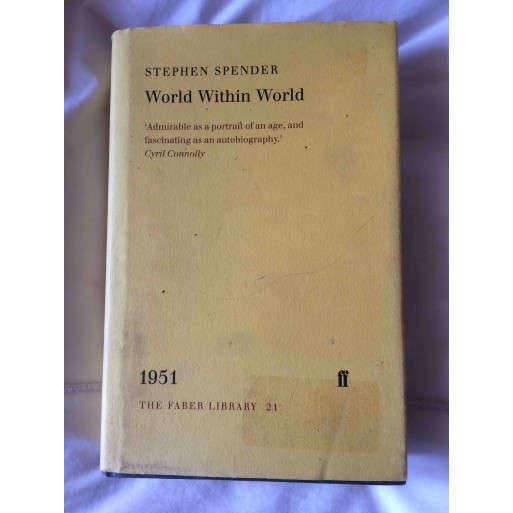 STEPHEN SPENDER
World Within World
‘Admirable as a portrait of an age, and
fascinating as an autobiography.’
Cyril Connolly
1951
ff
THE FABER LIBRARY 21